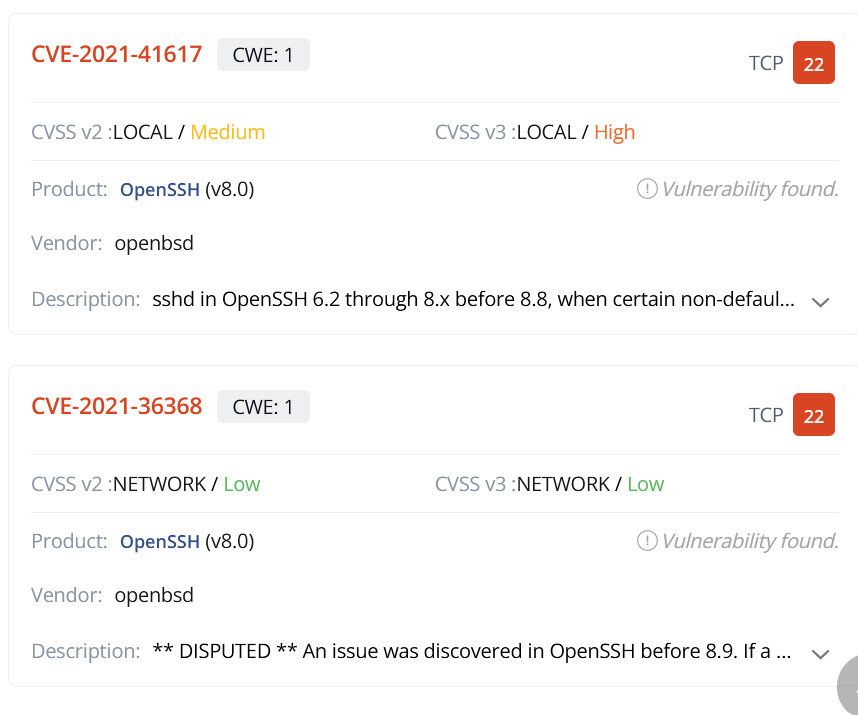 CVE-2021-41617 CWE: 1 TCP 22
CVSS v2 :LOCAL / Medium CVSS v3 :LOCAL / High
Product: OpenSSH (v8.0) Vulnerability found.
Vendor: openbsd
Description: sshd in OpenSSH 6.2 through 8.x before 8.8, when certain non-defaul...
CVE-2021-36368 CWE: 1 TCP 22
CVSS v2 :NETWORK / Low CVSS v3 :NETWORK / Low
Product: OpenSSH (v8.0) Vulnerability found.
Vendor: openbsd
Description: ** DISPUTED ** An issue was discovered in OpenSSH before 8.9. If a ...